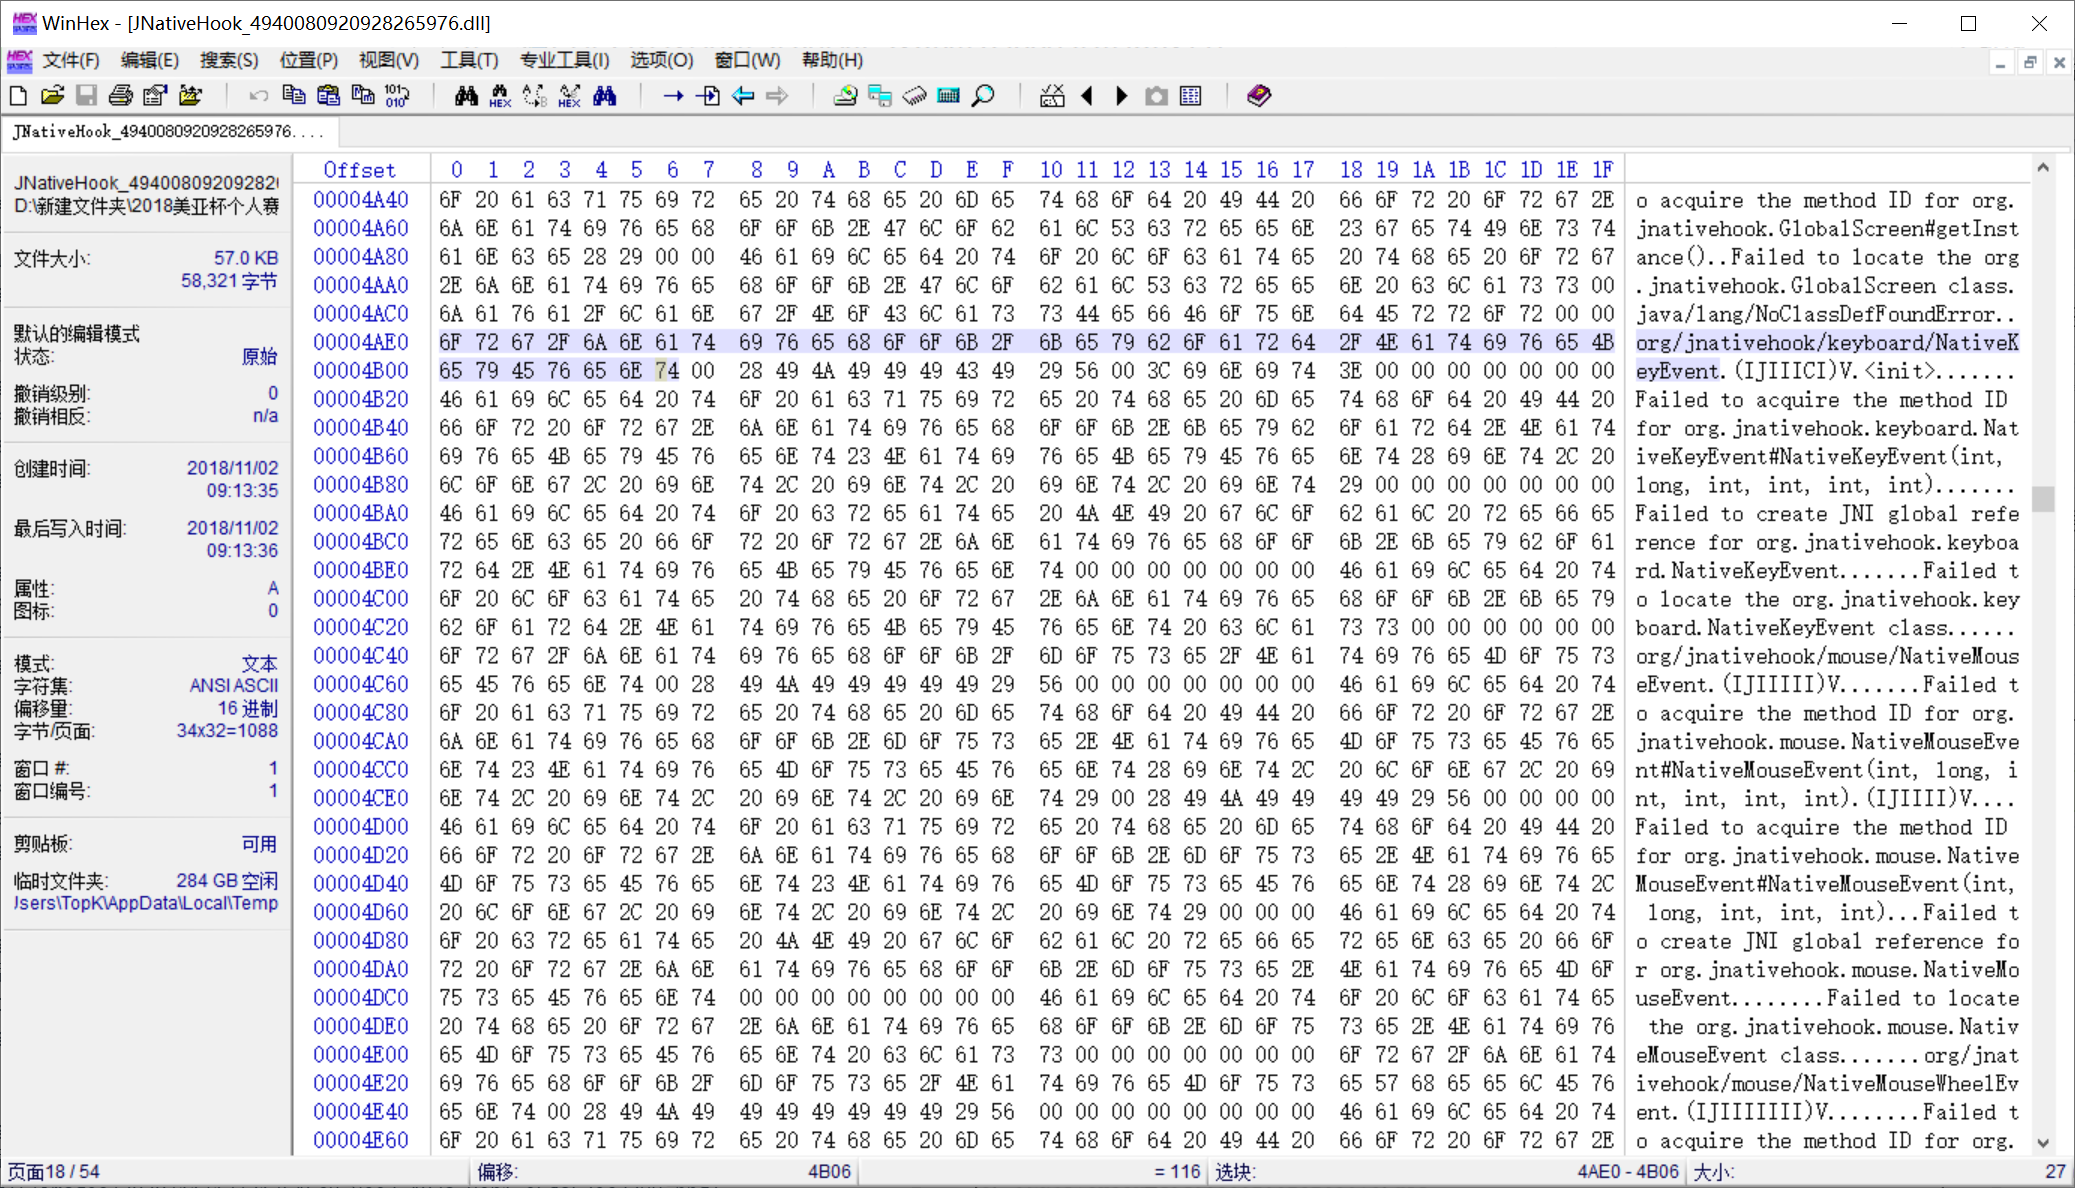 WinHex - [JNativeHook_4940080920928265976.dll]
文件(F) 编辑(E) 搜索(S) 位置(P) 视图(V) 工具(T) 专业工具(I) 选项(O) 窗口(W) 帮助(H)
JNativeHook_4940080920928265976....
JNativeHook_494008092092820
D:\新建文件夹\2018美亚杯个人赛
文件大小: 57.0 KB
58,321 字节
默认的编辑模式
状态: 原始
撤销级别: 0
撤销相反: n/a
创建时间: 2018/11/02
09:13:35
最后写入时间: 2018/11/02
09:13:36
属性: A
图标: 0
模式: 文本
字符集: ANSI ASCII
偏移量: 16 进制
字节/页面: 34x32=1088
窗口 #: 1
窗口编号: 1
剪贴板: 可用
临时文件夹: 284 GB 空闲
Jsers\TopK\AppData\Local\Temp
Offset 0 1 2 3 4 5 6 7 8 9 A B C D E F 10 11 12 13 14 15 16 17 18 19 1A 1B 1C 1D 1E 1F
00004A40 6F 20 61 63 71 75 69 72 65 20 74 68 65 20 6D 65 74 68 6F 64 20 49 44 20 66 6F 72 20 6F 72 67 2E o acquire the method ID for org.
00004A60 6A 6E 61 74 69 76 65 68 6F 6F 6B 2E 47 6C 6F 62 61 6C 53 63 72 65 65 6E 23 67 65 74 49 6E 73 74 jnativehook.GlobalScreen#getInst
00004A80 61 6E 63 65 28 29 00 00 46 61 69 6C 65 64 20 74 6F 20 6C 6F 63 61 74 65 20 74 68 65 20 6F 72 67 ance()..Failed to locate the org
00004AA0 2E 6A 6E 61 74 69 76 65 68 6F 6F 6B 2E 47 6C 6F 62 61 6C 53 63 72 65 65 6E 20 63 6C 61 73 73 00 .jnativehook.GlobalScreen class.
00004AC0 6A 61 76 61 2F 6C 61 6E 67 2F 4E 6F 43 6C 61 73 73 44 65 66 46 6F 75 6E 64 45 72 72 6F 72 00 00 java/lang/NoClassDefFoundError..
00004AE0 6F 72 67 2F 6A 6E 61 74 69 76 65 68 6F 6F 6B 2F 6B 65 79 62 6F 61 72 64 2F 4E 61 74 69 76 65 4B org/jnativehook/keyboard/NativeK
00004B00 65 79 45 76 65 6E 74 00 28 49 4A 49 49 49 43 49 29 56 00 3C 69 6E 69 74 3E 00 00 00 00 00 00 00 eyEvent.(IJIIICI)V.<init>.......
00004B20 46 61 69 6C 65 64 20 74 6F 20 61 63 71 75 69 72 65 20 74 68 65 20 6D 65 74 68 6F 64 20 49 44 20 Failed to acquire the method ID
00004B40 66 6F 72 20 6F 72 67 2E 6A 6E 61 74 69 76 65 68 6F 6F 6B 2E 6B 65 79 62 6F 61 72 64 2E 4E 61 74 for org.jnativehook.keyboard.Nat
00004B60 69 76 65 4B 65 79 45 76 65 6E 74 23 4E 61 74 69 76 65 4B 65 79 45 76 65 6E 74 28 69 6E 74 2C 20 iveKeyEvent#NativeKeyEvent(int,
00004B80 6C 6F 6E 67 2C 20 69 6E 74 2C 20 69 6E 74 2C 20 69 6E 74 2C 20 69 6E 74 29 00 00 00 00 00 00 00 long, int, int, int, int).......
00004BA0 46 61 69 6C 65 64 20 74 6F 20 63 72 65 61 74 65 20 4A 4E 49 20 67 6C 6F 62 61 6C 20 72 65 66 65 Failed to create JNI global refe
00004BC0 72 65 6E 63 65 20 66 6F 72 20 6F 72 67 2E 6A 6E 61 74 69 76 65 68 6F 6F 6B 2E 6B 65 79 62 6F 61 rence for org.jnativehook.keyboa
00004BE0 72 64 2E 4E 61 74 69 76 65 4B 65 79 45 76 65 6E 74 00 00 00 00 00 00 00 46 61 69 6C 65 64 20 74 rd.NativeKeyEvent.......Failed t
00004C00 6F 20 6C 6F 63 61 74 65 20 74 68 65 20 6F 72 67 2E 6A 6E 61 74 69 76 65 68 6F 6F 6B 2E 6B 65 79 o locate the org.jnativehook.key
00004C20 62 6F 61 72 64 2E 4E 61 74 69 76 65 4B 65 79 45 76 65 6E 74 20 63 6C 61 73 73 00 00 00 00 00 00 board.NativeKeyEvent class......
00004C40 6F 72 67 2F 6A 6E 61 74 69 76 65 68 6F 6F 6B 2F 6D 6F 75 73 65 2F 4E 61 74 69 76 65 4D 6F 75 73 org/jnativehook/mouse/NativeMous
00004C60 65 45 76 65 6E 74 00 28 49 4A 49 49 49 49 49 29 56 00 00 00 00 00 00 00 46 61 69 6C 65 64 20 74 eEvent.(IJIIIII)V.......Failed t
00004C80 6F 20 61 63 71 75 69 72 65 20 74 68 65 20 6D 65 74 68 6F 64 20 49 44 20 66 6F 72 20 6F 72 67 2E o acquire the method ID for org.
00004CA0 6A 6E 61 74 69 76 65 68 6F 6F 6B 2E 6D 6F 75 73 65 2E 4E 61 74 69 76 65 4D 6F 75 73 65 45 76 65 jnativehook.mouse.NativeMouseEve
00004CC0 6E 74 23 4E 61 74 69 76 65 4D 6F 75 73 65 45 76 65 6E 74 28 69 6E 74 2C 20 6C 6F 6E 67 2C 20 69 nt#NativeMouseEvent(int, long, i
00004CE0 6E 74 2C 20 69 6E 74 2C 20 69 6E 74 2C 20 69 6E 74 29 00 28 49 4A 49 49 49 49 29 56 00 00 00 00 nt, int, int, int).(IJIIII)V....
00004D00 46 61 69 6C 65 64 20 74 6F 20 61 63 71 75 69 72 65 20 74 68 65 20 6D 65 74 68 6F 64 20 49 44 20 Failed to acquire the method ID
00004D20 66 6F 72 20 6F 72 67 2E 6A 6E 61 74 69 76 65 68 6F 6F 6B 2E 6D 6F 75 73 65 2E 4E 61 74 69 76 65 for org.jnativehook.mouse.Native
00004D40 4D 6F 75 73 65 45 76 65 6E 74 23 4E 61 74 69 76 65 4D 6F 75 73 65 45 76 65 6E 74 28 69 6E 74 2C MouseEvent#NativeMouseEvent(int,
00004D60 20 6C 6F 6E 67 2C 20 69 6E 74 2C 20 69 6E 74 2C 20 69 6E 74 29 00 00 00 46 61 69 6C 65 64 20 74 long, int, int, int)...Failed t
00004D80 6F 20 63 72 65 61 74 65 20 4A 4E 49 20 67 6C 6F 62 61 6C 20 72 65 66 65 72 65 6E 63 65 20 66 6F o create JNI global reference fo
00004DA0 72 20 6F 72 67 2E 6A 6E 61 74 69 76 65 68 6F 6F 6B 2E 6D 6F 75 73 65 2E 4E 61 74 69 76 65 4D 6F r org.jnativehook.mouse.NativeMo
00004DC0 75 73 65 45 76 65 6E 74 00 00 00 00 00 00 00 00 46 61 69 6C 65 64 20 74 6F 20 6C 6F 63 61 74 65 useEvent........Failed to locate
00004DE0 20 74 68 65 20 6F 72 67 2E 6A 6E 61 74 69 76 65 68 6F 6F 6B 2E 6D 6F 75 73 65 2E 4E 61 74 69 76 the org.jnativehook.mouse.Nativ
00004E00 65 4D 6F 75 73 65 45 76 65 6E 74 20 63 6C 61 73 73 00 00 00 00 00 00 00 6F 72 67 2F 6A 6E 61 74 eMouseEvent class.......org/jnat
00004E20 69 76 65 68 6F 6F 6B 2F 6D 6F 75 73 65 2F 4E 61 74 69 76 65 4D 6F 75 73 65 57 68 65 65 6C 45 76 ivehook/mouse/NativeMouseWheelEv
00004E40 65 6E 74 00 28 49 4A 49 49 49 49 49 49 49 29 56 00 00 00 00 00 00 00 00 46 61 69 6C 65 64 20 74 ent.(IJIIIIIII)V........Failed t
00004E60 6F 20 61 63 71 75 69 72 65 20 74 68 65 20 6D 65 74 68 6F 64 20 49 44 20 66 6F 72 20 6F 72 67 2E o acquire the method ID for org.
页面18 / 54 偏移: 4B06 = 116 选块: 4AE0 - 4B06 大小: 27